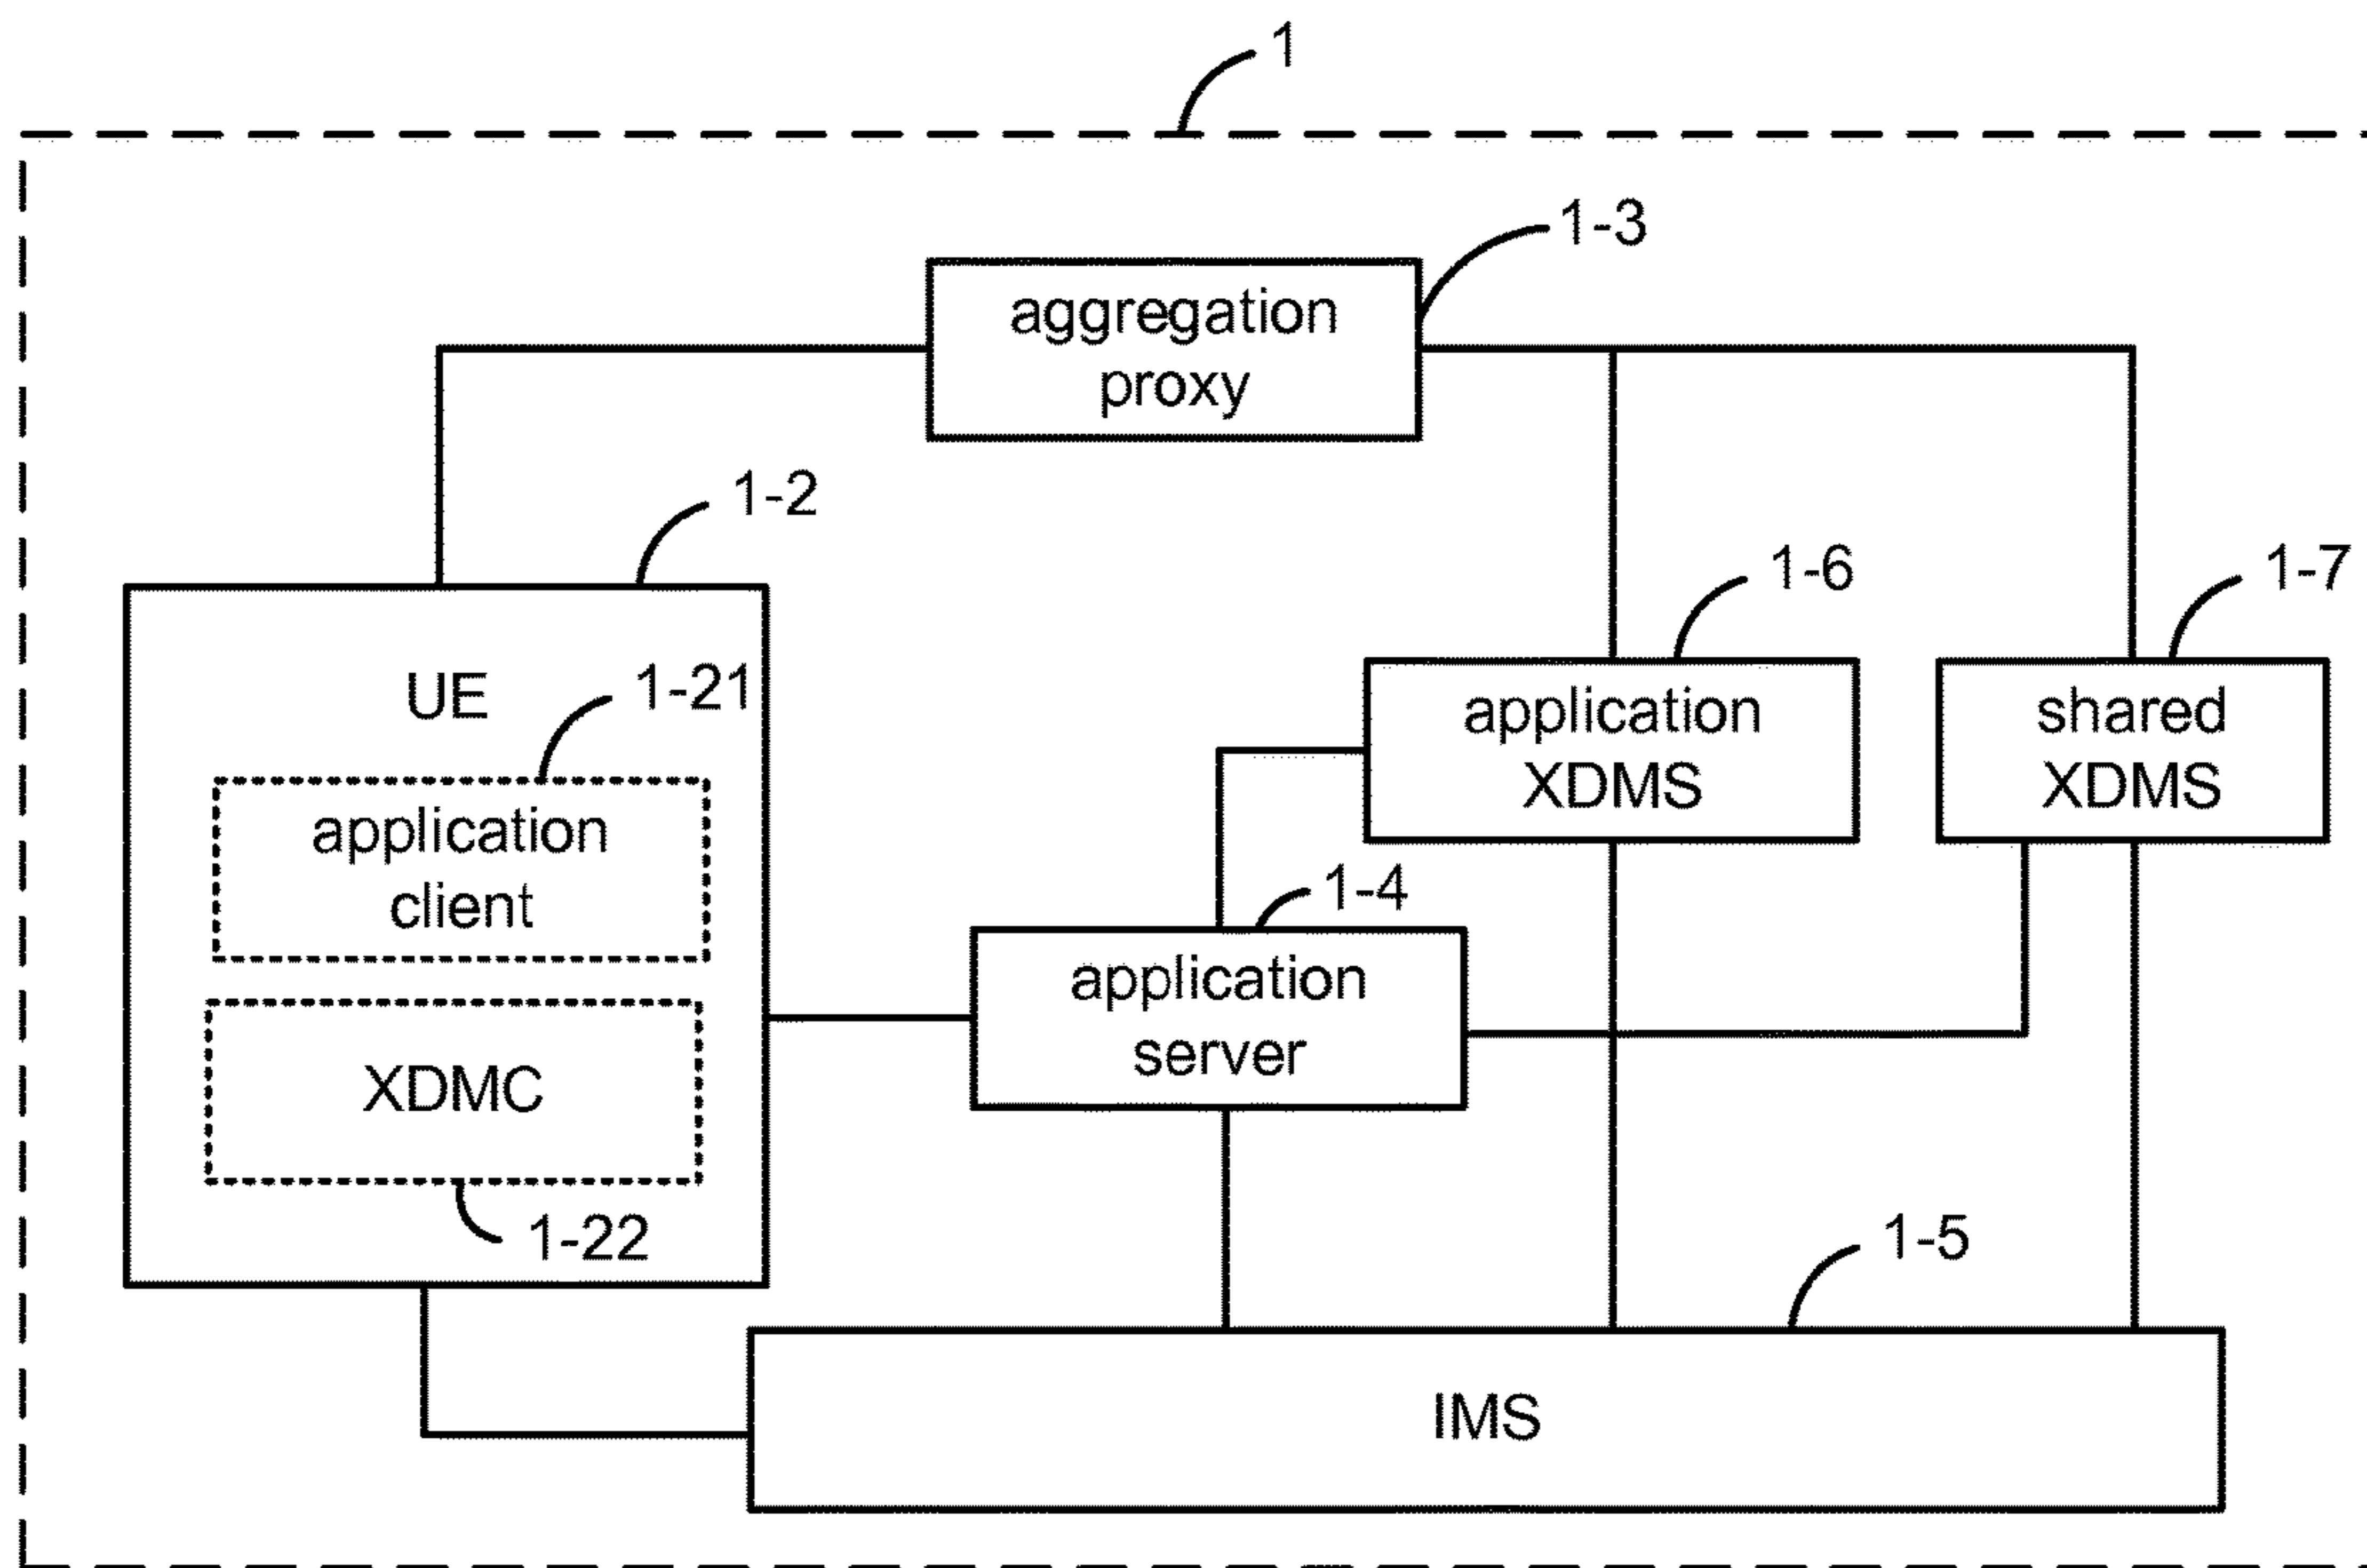 1
1-3
aggregation
proxy
1-2
1-6
1-7
UE
1-21
application
XDMS
shared
XDMS
application
client
1-4
application
server
XDMC
1-22
1-5
IMS